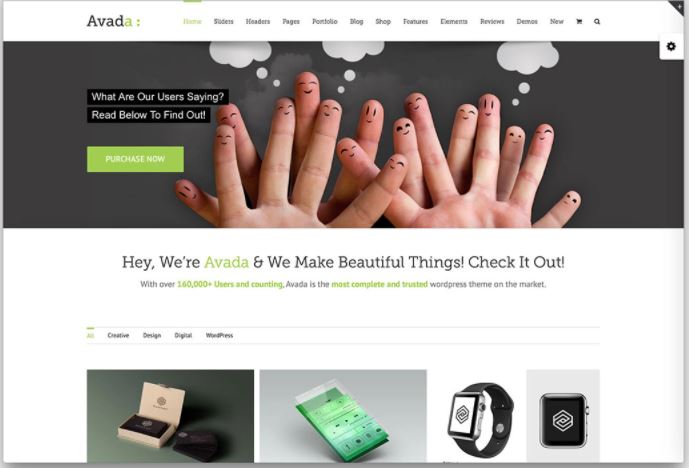 Avada :
Home Sliders Headers Pages Portfolio Blog Shop Features Elements Reviews Demos New
+
What Are Our Users Saying?
Read Below To Find Out!
PURCHASE NOW
Hey, We're Avada & We Make Beautiful Things! Check It Out!
With over 160,000+ Users and counting, Avada is the most complete and trusted wordpress theme on the market.
All Creative Design Digital WordPress